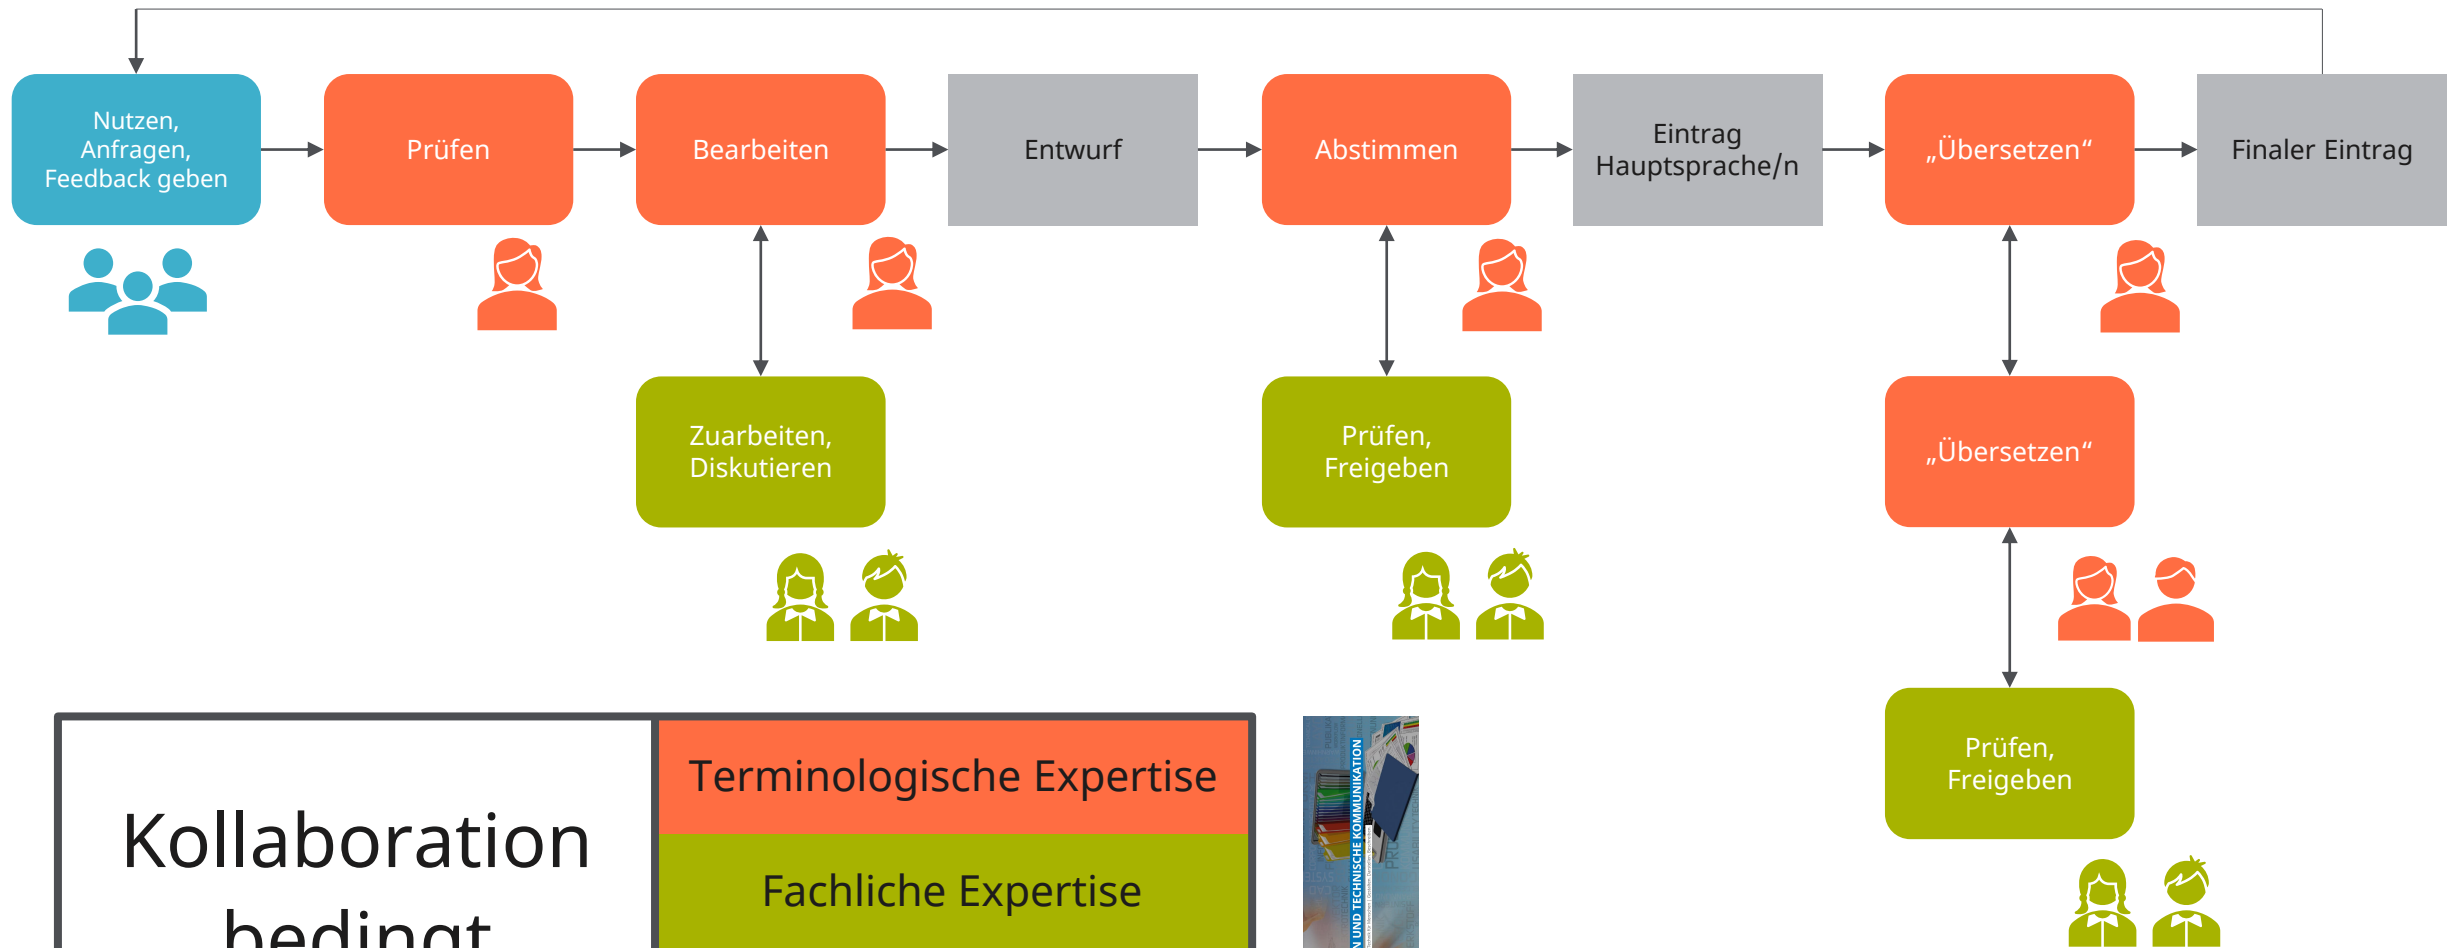 Nutzen,
Anfragen,
Feedback geben
Prüfen
Bearbeiten
Entwurf
Abstimmen
Eintrag
Hauptsprache/n
„Übersetzen“
Finaler Eintrag
Zuarbeiten,
Diskutieren
Prüfen,
Freigeben
„Übersetzen“
Prüfen,
Freigeben
Kollaboration
bedingt
Terminologische Expertise
Fachliche Expertise
UND TECHNISCHE KOMMUNIKATION